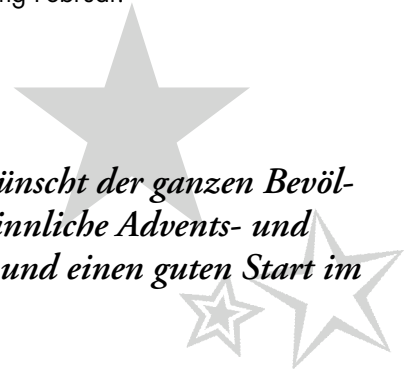 ünscht der ganzen Bevöl-
innliche Advents- und
und einen guten Start im